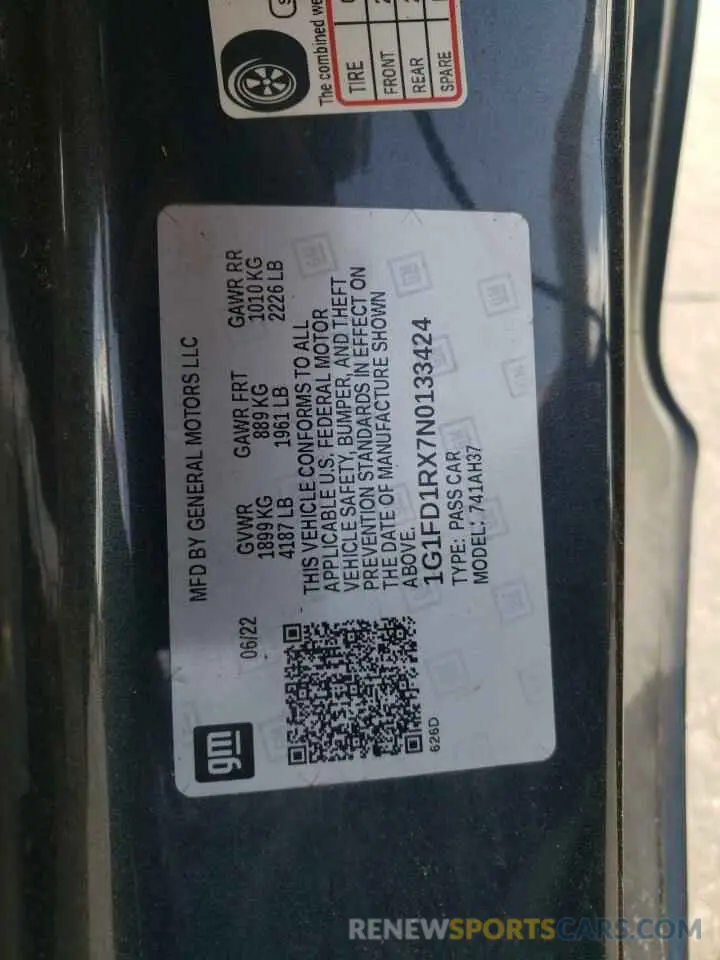 The combined we
TIRE
FRONT
REAR
SPARE
MFD BY GENERAL MOTORS LLC
06/22
GVWR GAWR FRT GAWR RR
1899 KG 889 KG 1010 KG
4187 LB 1961 LB 2226 LB
THIS VEHICLE CONFORMS TO ALL
APPLICABLE U.S. FEDERAL MOTOR
VEHICLE SAFETY, BUMPER, AND THEFT
PREVENTION STANDARDS IN EFFECT ON
THE DATE OF MANUFACTURE SHOWN
ABOVE.
1G1FD1RX7N0133424
TYPE: PASS CAR
MODEL: 741AH37
gm
626D
RENEWSPORTSCARS.COM